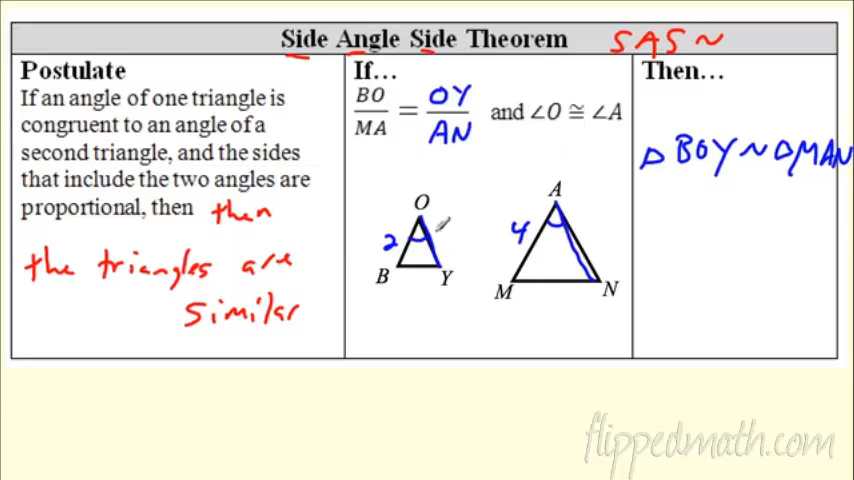 Side Angle Side Theorem SAS ~
Postulate
If an angle of one triangle is
congruent to an angle of a
second triangle, and the sides
that include the two angles are
proportional, then then
the triangles are
similar
If...
BO/MA = OY/AN and ∠O ≅ ∠A
O
2
B
Y
A
4
M
N
Then...
△BOY ~ △MAN
flippedmath.com